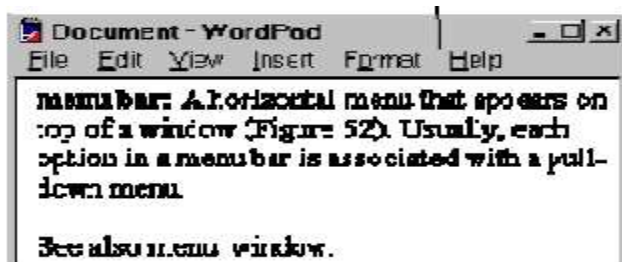 Document - WordPad
File Edit View Insert Format Help
menu bar: A horizontal menu that appears on
top of a window (Figure 52). Usually, each
option in a menu bar is associated with a pull-
down menu.
See also menu, window.